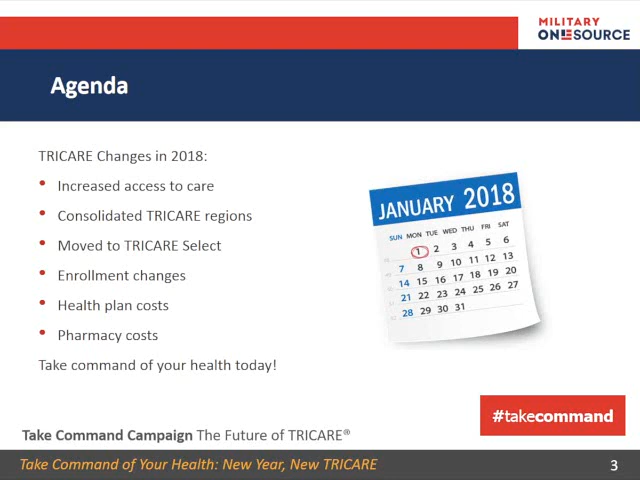 MILITARY
ONE SOURCE
Agenda
TRICARE Changes in 2018:
• Increased access to care
• Consolidated TRICARE regions
• Moved to TRICARE Select
• Enrollment changes
• Health plan costs
• Pharmacy costs
Take command of your health today!
JANUARY 2018
SUN MON TUE WED THU FRI SAT
1 2 3 4 5 6
7 8 9 10 11 12 13
14 15 16 17 18 19 20
21 22 23 24 25 26 27
28 29 30 31
#takecommand
Take Command Campaign The Future of TRICARE®
Take Command of Your Health: New Year, New TRICARE
3